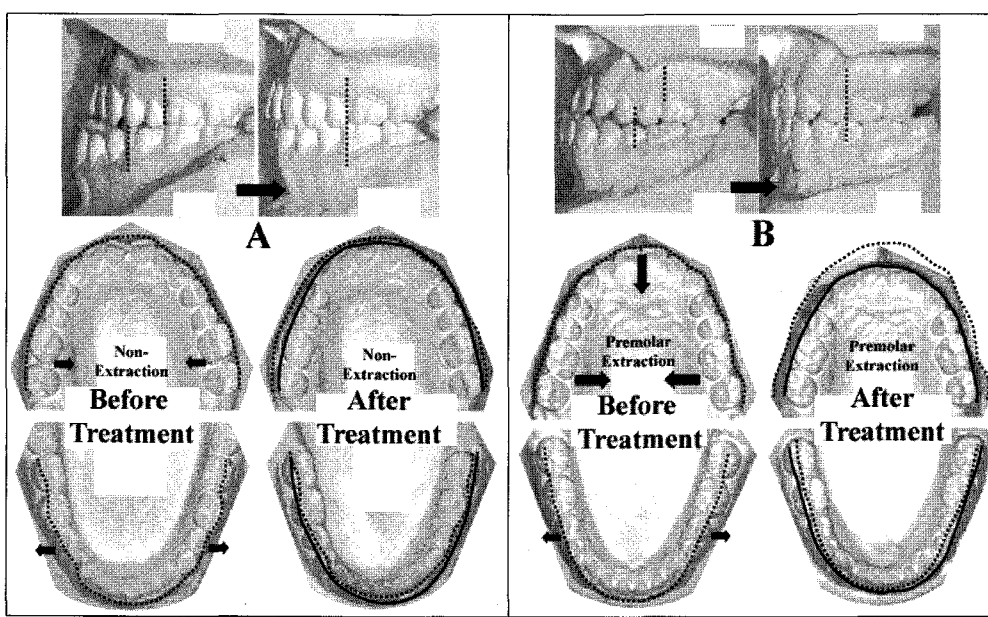 A
Non-
Extraction
Before
Treatment
Non-
Extraction
After
Treatment
B
Premolar
Extraction
Before
Treatment
Premolar
Extraction
After
Treatment